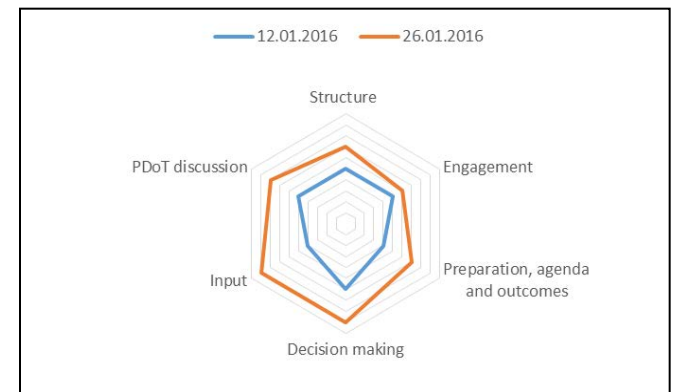 12.01.2016 26.01.2016
Structure
PDoT discussion
Engagement
Input
Preparation, agenda
and outcomes
Decision making